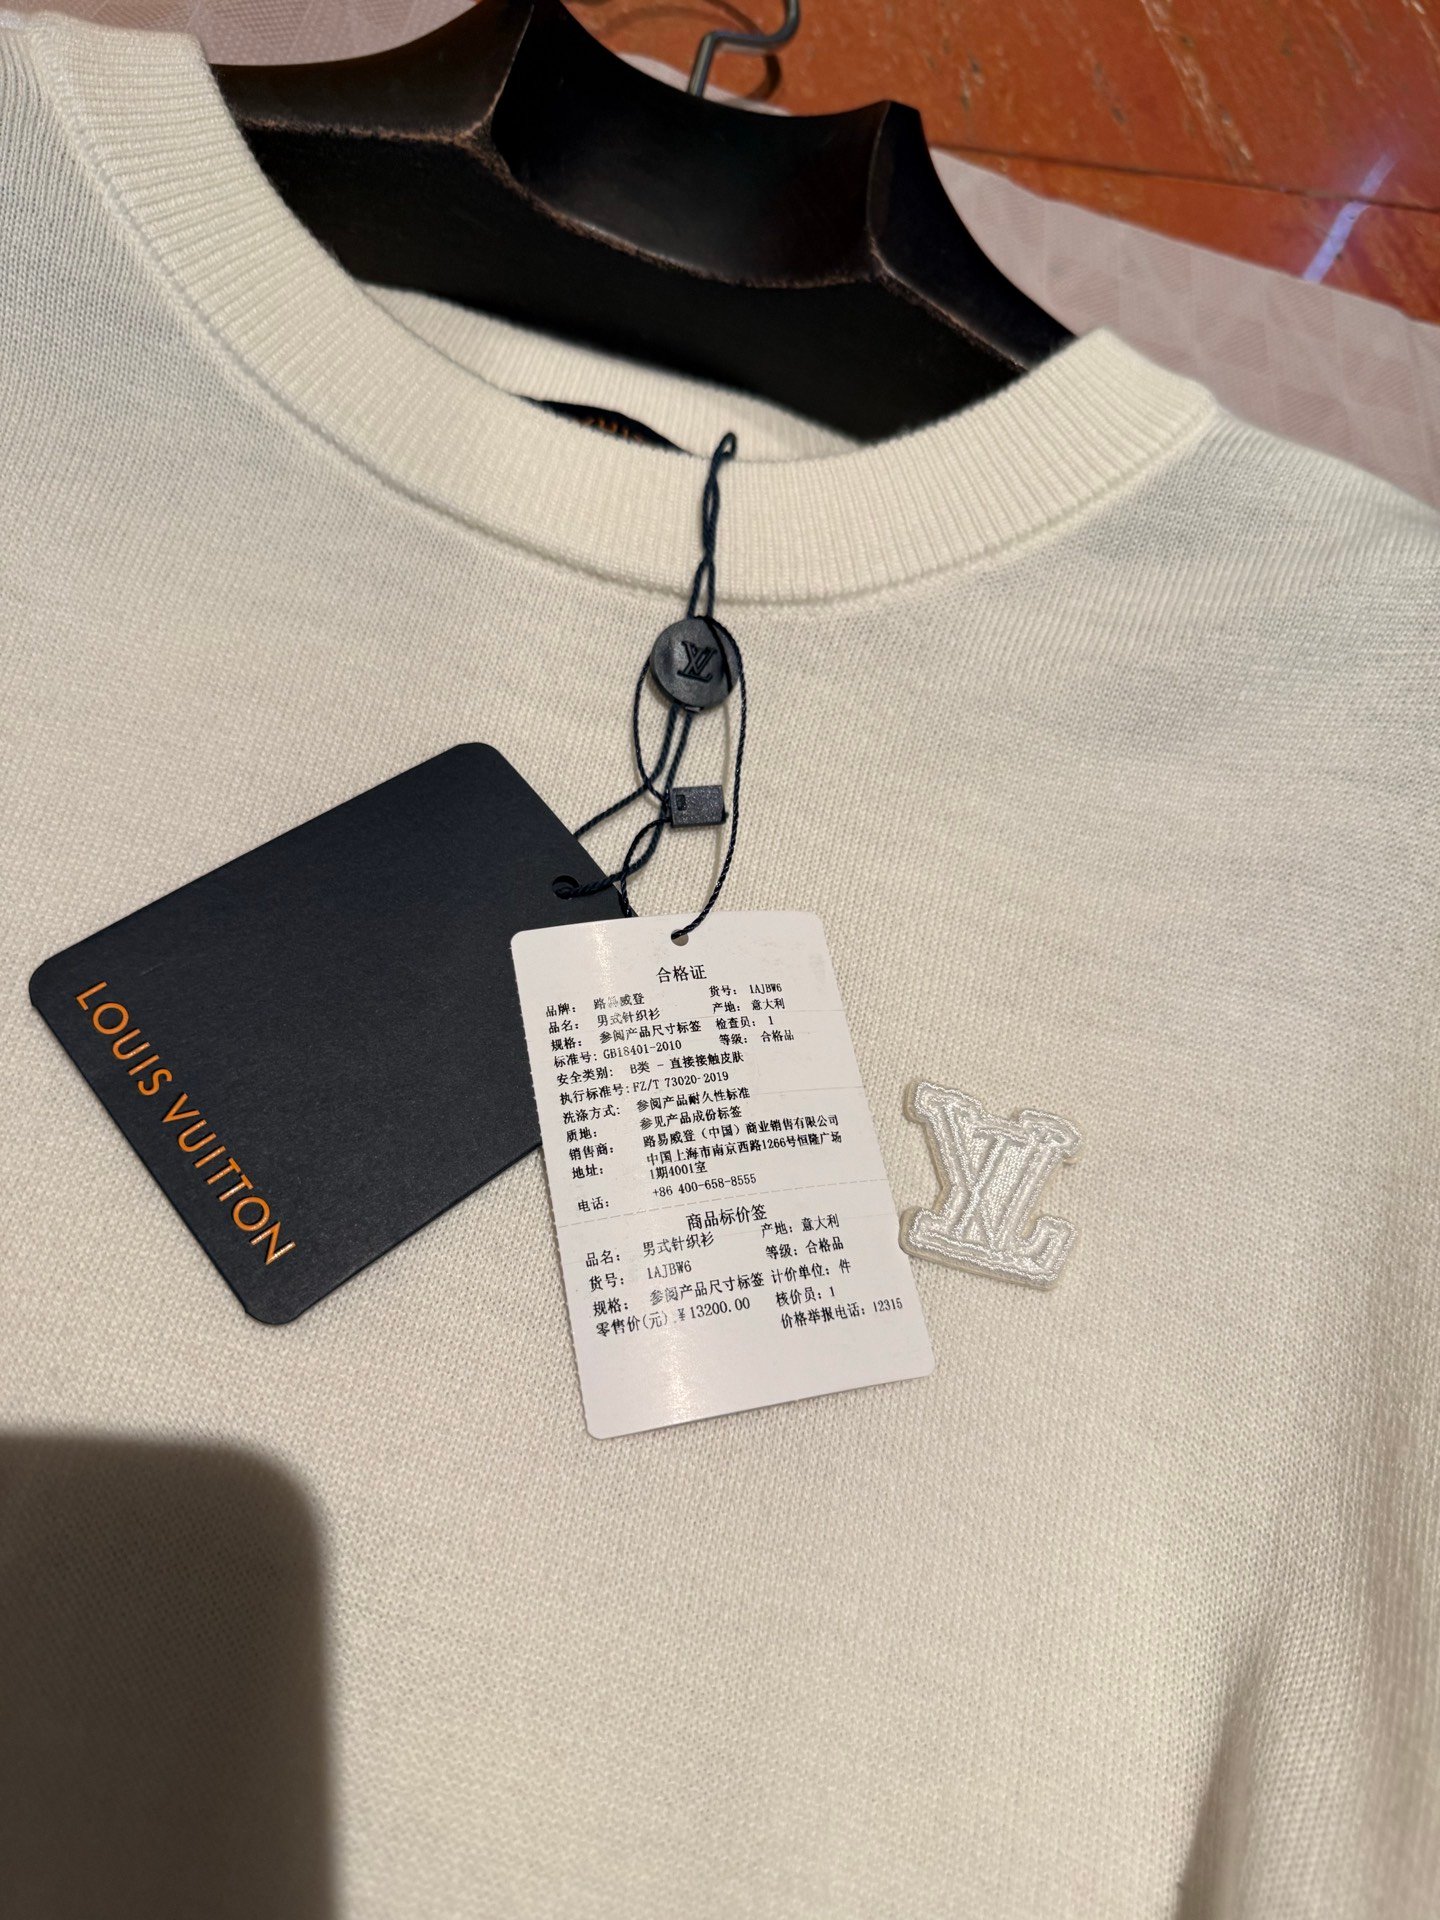 LOUIS VUITTON
合格证
品牌： 路易威登 货号： 1AJBW6
品名： 男式针织衫 产地： 意大利
规格： 参阅产品尺寸标签 检查员： 1
标准号： GB18401-2010 等级： 合格品
安全类别： B类 - 直接接触皮肤
执行标准号：FZ/T 73020-2019
洗涤方式： 参阅产品耐久性标准
质地： 参见产品成份标签
销售商： 路易威登（中国）商业销售有限公司
地址： 中国上海市南京西路1266号恒隆广场
1期4001室
电话： +86 400-658-8555
商品标价签
品名： 男式针织衫 产地：意大利
货号： 1AJBW6 等级：合格品
规格： 参阅产品尺寸标签 计价单位：件
零售价(元)：¥13200.00 核价员：1
价格举报电话：12315
LV
LV